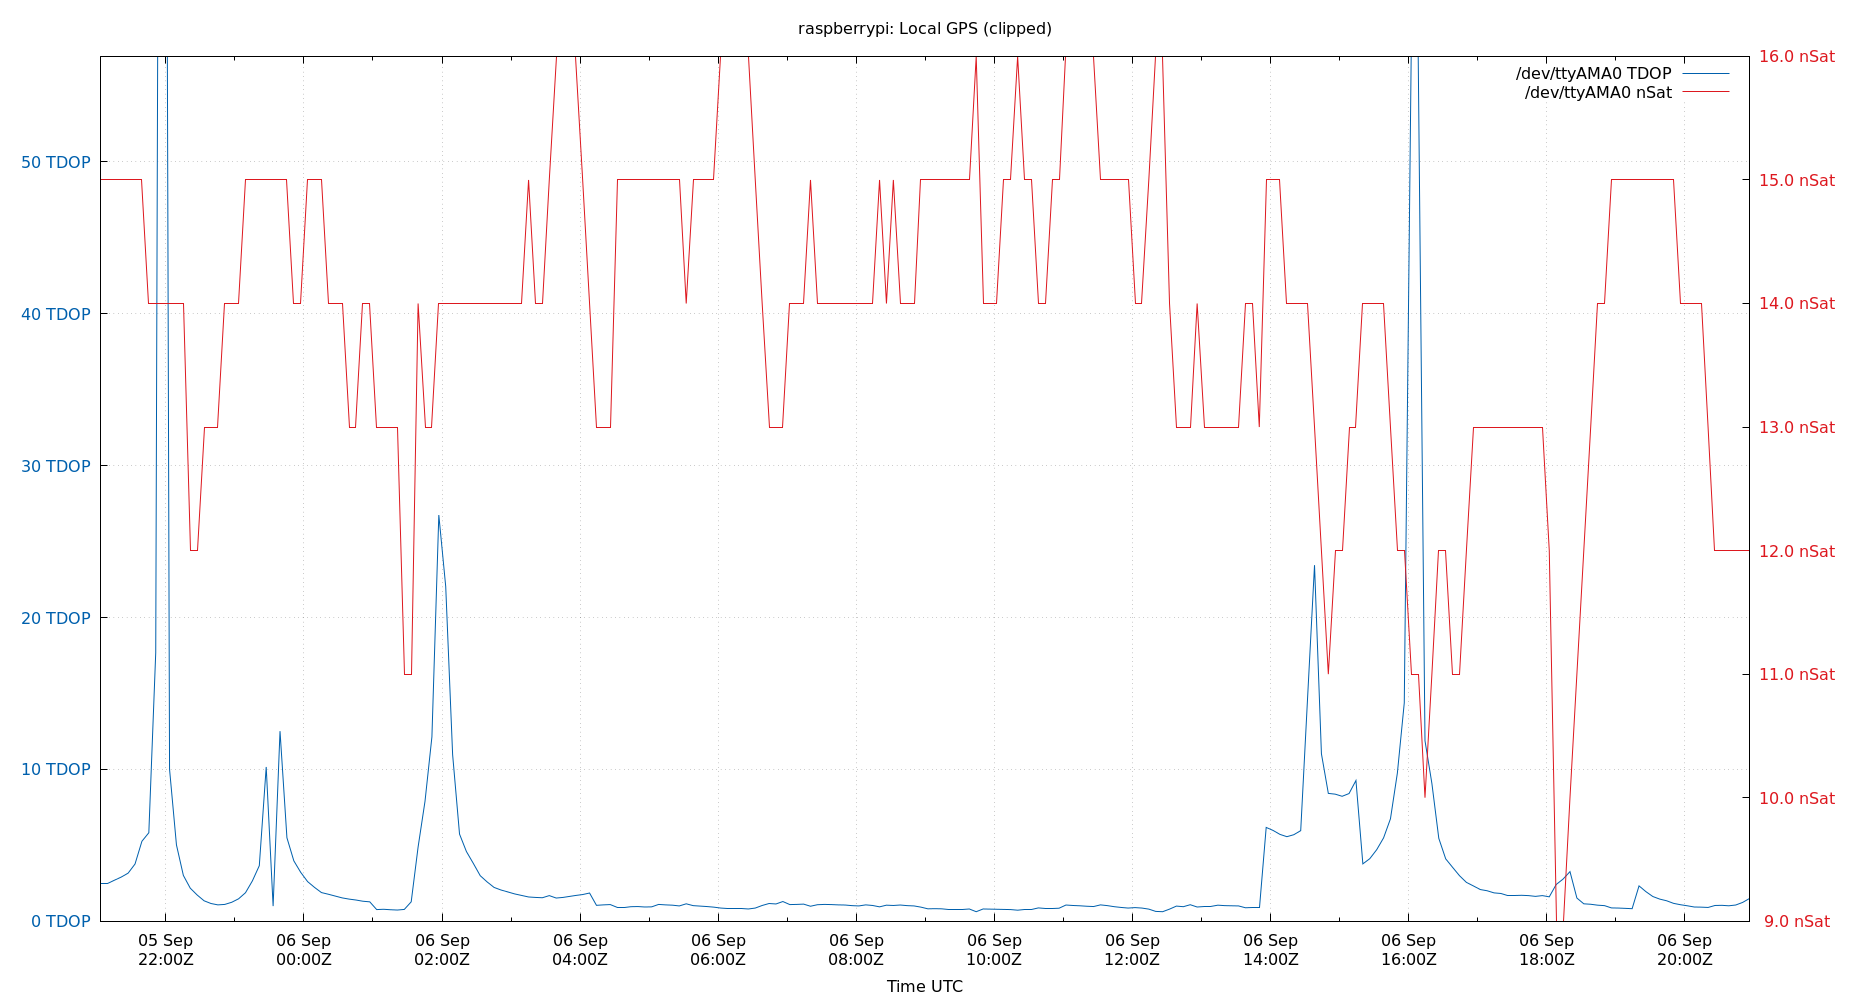 raspberrypi: Local GPS (clipped)
/dev/ttyAMA0 TDOP
/dev/ttyAMA0 nSat
50 TDOP
40 TDOP
30 TDOP
20 TDOP
10 TDOP
0 TDOP
16.0 nSat
15.0 nSat
14.0 nSat
13.0 nSat
12.0 nSat
11.0 nSat
10.0 nSat
9.0 nSat
05 Sep
22:00Z
06 Sep
00:00Z
06 Sep
02:00Z
06 Sep
04:00Z
06 Sep
06:00Z
06 Sep
08:00Z
06 Sep
10:00Z
06 Sep
12:00Z
06 Sep
14:00Z
06 Sep
16:00Z
06 Sep
18:00Z
06 Sep
20:00Z
Time UTC